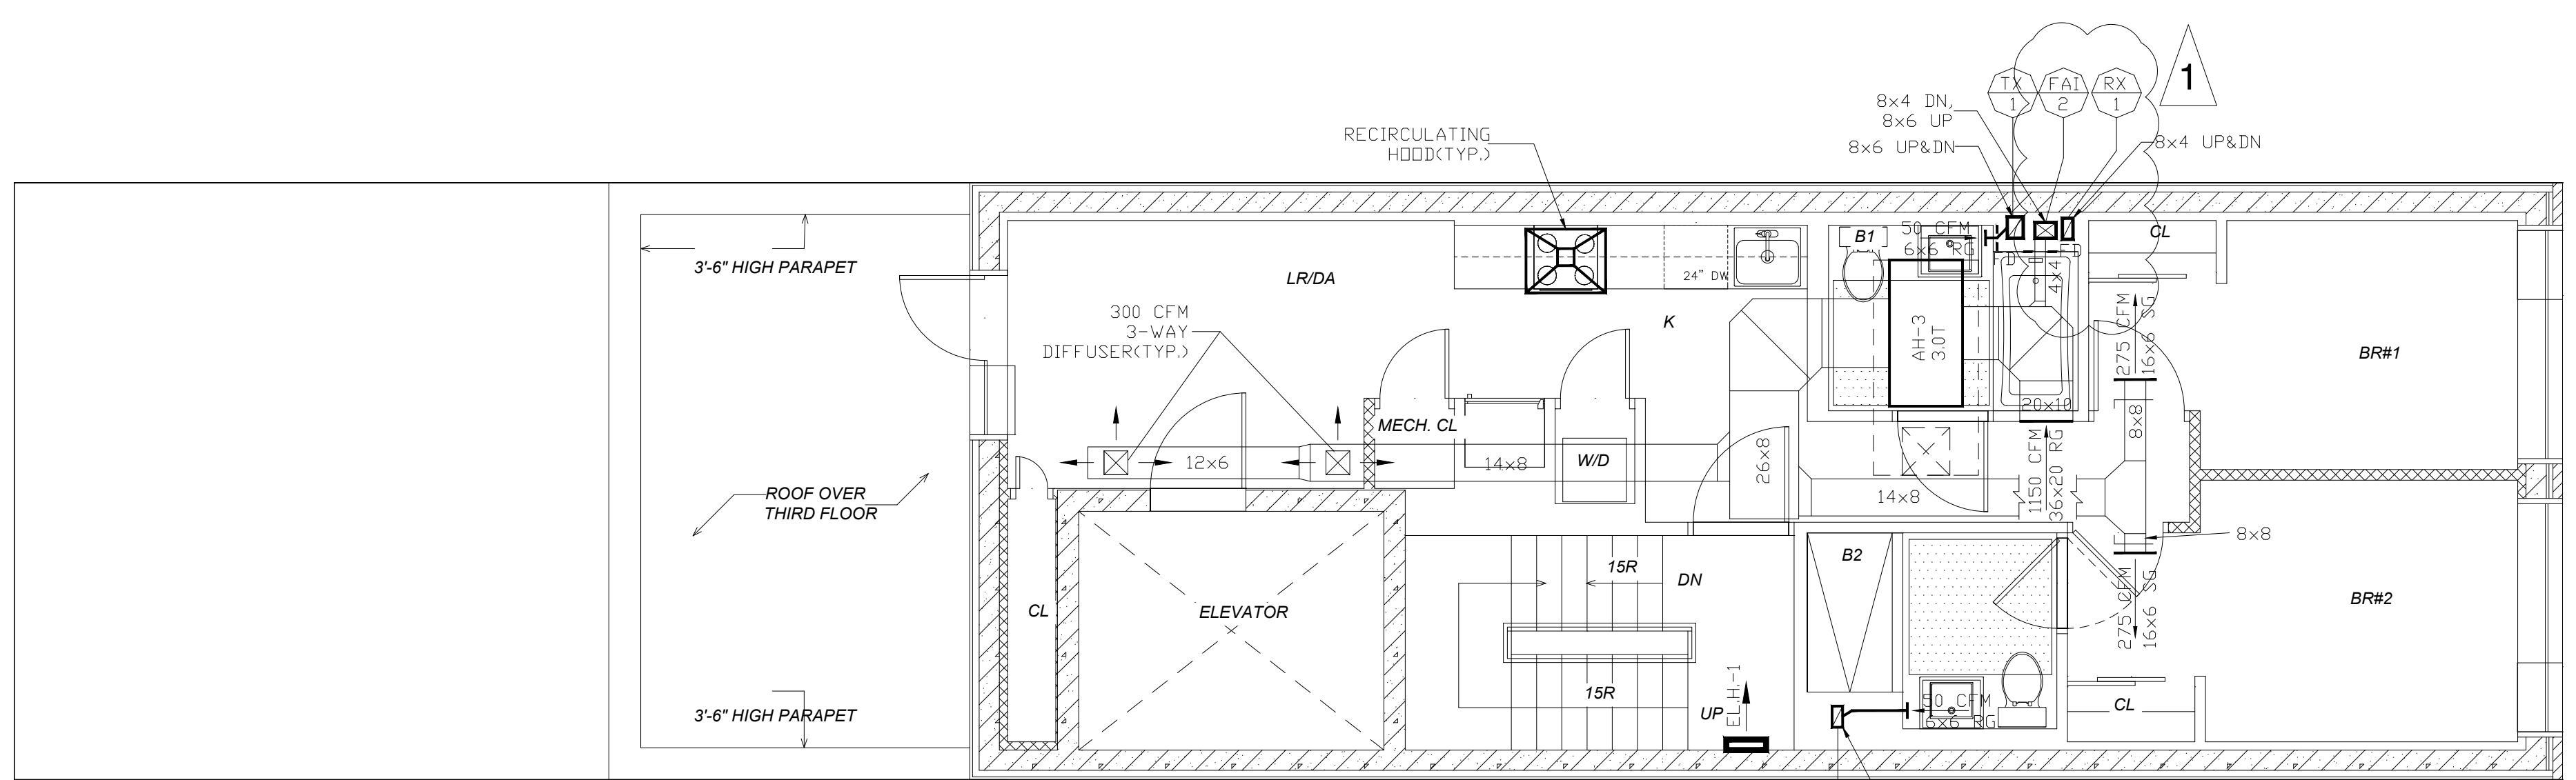 TX
1
FAI
2
RX
1
1
8x4 DN,
8x6 UP
8x6 UP&DN
8x4 UP&DN
RECIRCULATING
HOOD(TYP.)
3'-6" HIGH PARAPET
LR/DA
24" DW
B1
50 CFM
6x6 RG
FD
4x4
CL
300 CFM
3-WAY
DIFFUSER(TYP.)
K
AH-3
3.0T
275 CFM
16x6 SG
BR#1
MECH. CL
20x10
8x8
12x6
14x8
W/D
26x8
14x8
1150 CFM
36x20 RG
ROOF OVER
THIRD FLOOR
8x8
B2
15R
DN
275 CFM
16x6 SG
BR#2
CL
ELEVATOR
15R
UP
EL.H.-1
50 CFM
6x6 RG
CL
3'-6" HIGH PARAPET